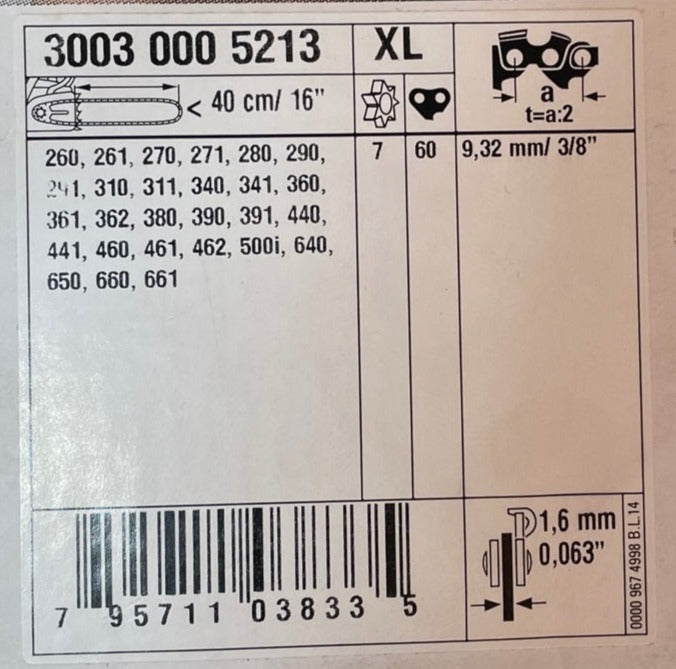 3003 000 5213 XL
< 40 cm/ 16"
a
t=a:2
260, 261, 270, 271, 280, 290, 7 60 9,32 mm/ 3/8"
310, 311, 340, 341, 360,
361, 362, 380, 390, 391, 440,
441, 460, 461, 462, 500i, 640,
650, 660, 661
1,6 mm
0,063"
0000 967 4998 B.L.14
7 95711 03833 5